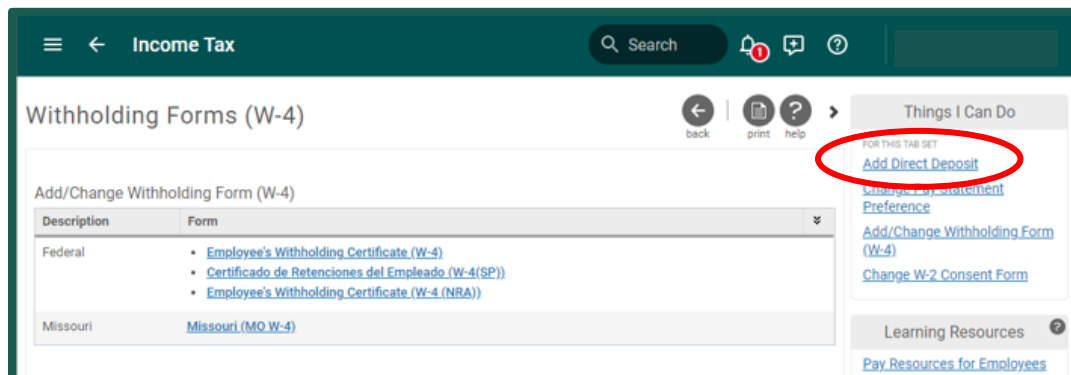 Income Tax
Search
1
Withholding Forms (W-4)
back
print
help
Things I Can Do
FOR THIS TAB SET
Add Direct Deposit
Change Pay Statement
Preference
Add/Change Withholding Form
(W-4)
Change W-2 Consent Form
Add/Change Withholding Form (W-4)
Description Form
Federal
• Employee's Withholding Certificate (W-4)
• Certificado de Retenciones del Empleado (W-4(SP))
• Employee's Withholding Certificate (W-4 (NRA))
Missouri Missouri (MO W-4)
Learning Resources
Pay Resources for Employees